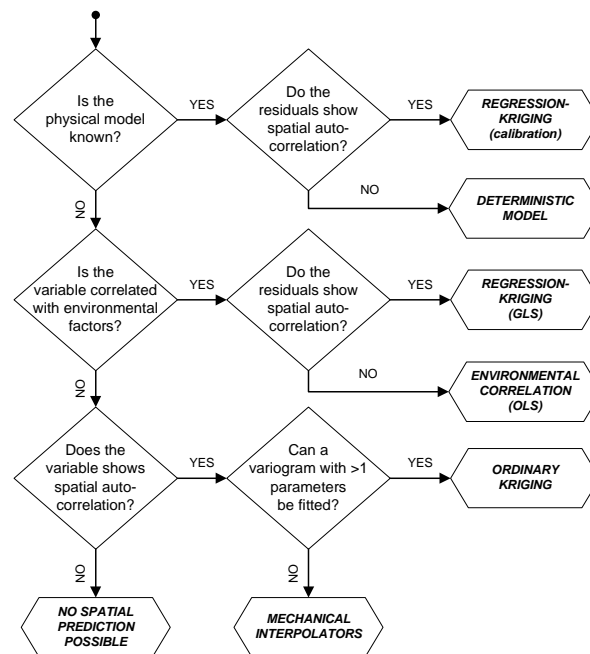 Is the
physical model
known?
YES
Do the
residuals show
spatial auto-
correlation?
YES
REGRESSION-
KRIGING
(calibration)
NO
DETERMINISTIC
MODEL
NO
Is the
variable correlated
with environmental
factors?
YES
Do the
residuals show
spatial auto-
correlation?
YES
REGRESSION-
KRIGING
(GLS)
NO
ENVIRONMENTAL
CORRELATION
(OLS)
NO
Does the
variable shows
spatial auto-
correlation?
YES
Can a
variogram with >1
parameters
be fitted?
YES
ORDINARY
KRIGING
NO
NO SPATIAL
PREDICTION
POSSIBLE
NO
MECHANICAL
INTERPOLATORS